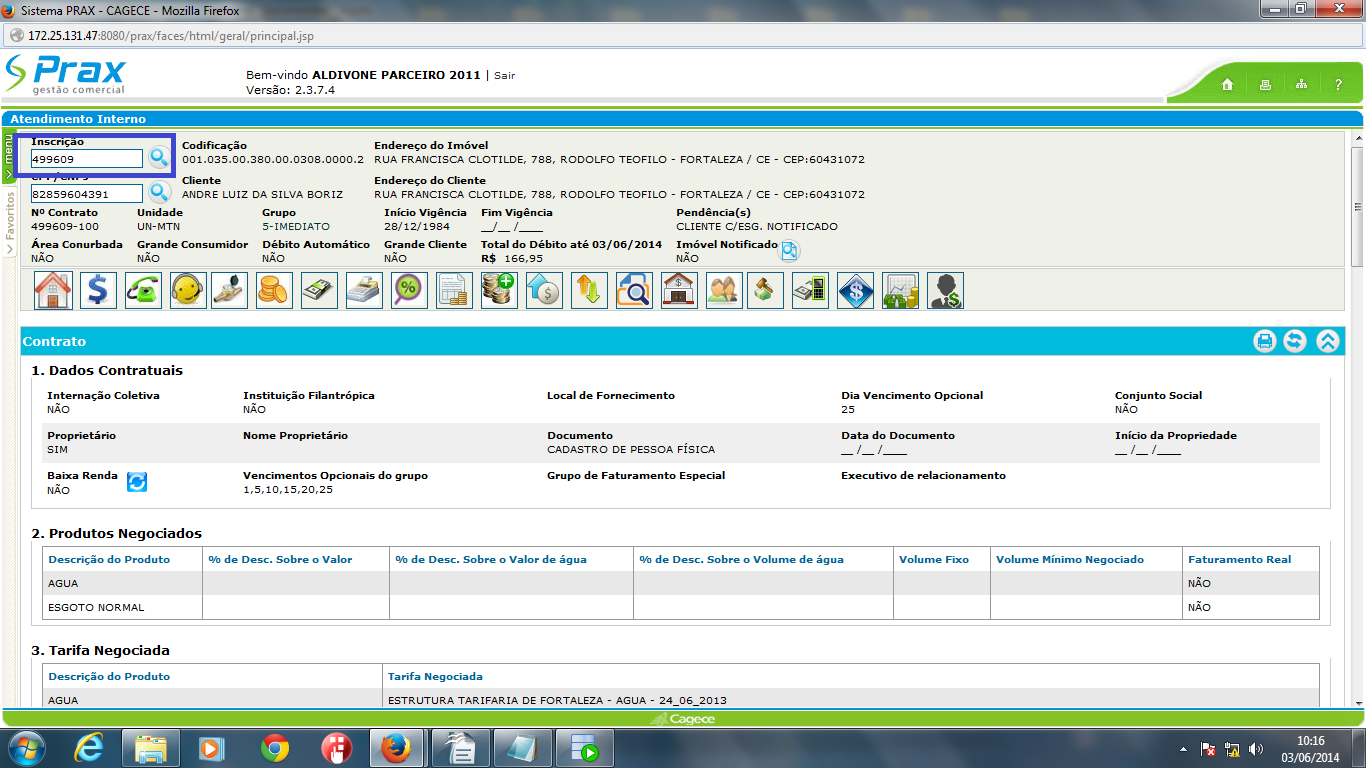 Sistema PRAX - CAGECE - Mozilla Firefox
172.25.131.47:8080/prax/faces/html/geral/principal.jsp
Prax
gestão comercial
Bem-vindo ALDIVONE PARCEIRO 2011 | Sair
Versão: 2.3.7.4
?
Atendimento Interno
menu
Favoritos
Inscrição Codificação Endereço do Imóvel
499609 001.035.00.380.00.0308.0000.2 RUA FRANCISCA CLOTILDE, 788, RODOLFO TEOFILO - FORTALEZA / CE - CEP:60431072
Cliente Endereço do Cliente
82859604391 ANDRE LUIZ DA SILVA BORIZ RUA FRANCISCA CLOTILDE, 788, RODOLFO TEOFILO - FORTALEZA / CE - CEP:60431072
Nº Contrato Unidade Grupo Início Vigência Fim Vigência Pendência(s)
499609-100 UN-MTN 5-IMEDIATO 28/12/1984 __/__ /____ CLIENTE C/ESG. NOTIFICADO
Área Conurbada Grande Consumidor Débito Automático Grande Cliente Total do Débito até 03/06/2014 Imóvel Notificado
NÃO NÃO NÃO NÃO R$ 166,95 NÃO
Contrato
1. Dados Contratuais
Internação Coletiva Instituição Filantrópica Local de Fornecimento Dia Vencimento Opcional Conjunto Social
NÃO NÃO 25 NÃO
Proprietário Nome Proprietário Documento Data do Documento Início da Propriedade
SIM CADASTRO DE PESSOA FÍSICA __ /__ /____ __ /__ /____
Baixa Renda Vencimentos Opcionais do grupo Grupo de Faturamento Especial Executivo de relacionamento
NÃO 1,5,10,15,20,25
2. Produtos Negociados
Descrição do Produto % de Desc. Sobre o Valor % de Desc. Sobre o Valor de água % de Desc. Sobre o Volume de água Volume Fixo Volume Mínimo Negociado Faturamento Real
AGUA NÃO
ESGOTO NORMAL NÃO
3. Tarifa Negociada
Descrição do Produto Tarifa Negociada
AGUA ESTRUTURA TARIFARIA DE FORTALEZA - AGUA - 24_06_2013
Cagece
10:16
03/06/2014